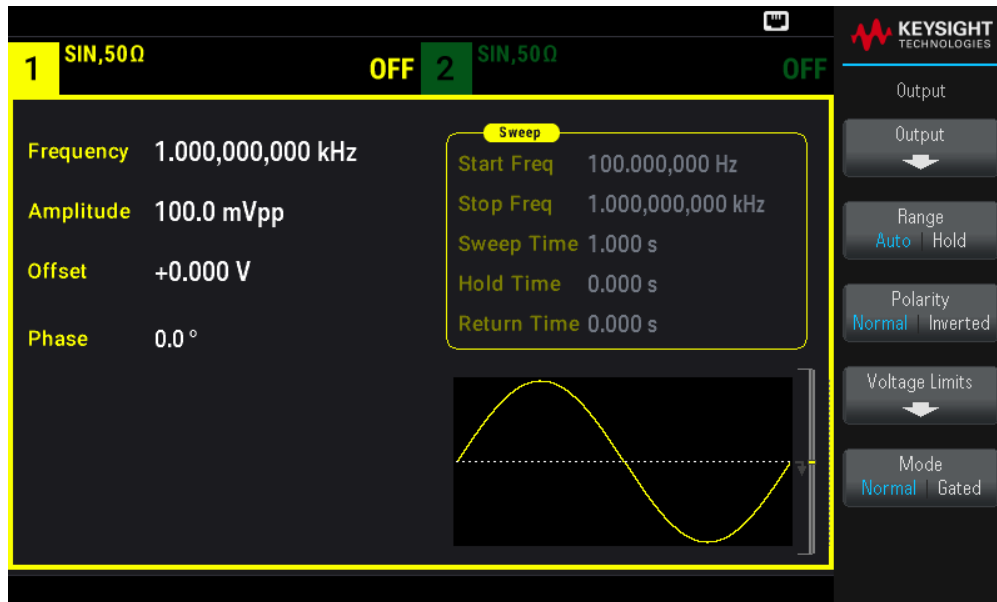 KEYSIGHT
TECHNOLOGIES
1 SIN,50Ω OFF 2 SIN,50Ω OFF
Output
Frequency 1.000,000,000 kHz
Amplitude 100.0 mVpp
Offset +0.000 V
Phase 0.0 °
Sweep
Start Freq 100.000,000 Hz
Stop Freq 1.000,000,000 kHz
Sweep Time 1.000 s
Hold Time 0.000 s
Return Time 0.000 s
Output
Range
Auto Hold
Polarity
Normal Inverted
Voltage Limits
Mode
Normal Gated